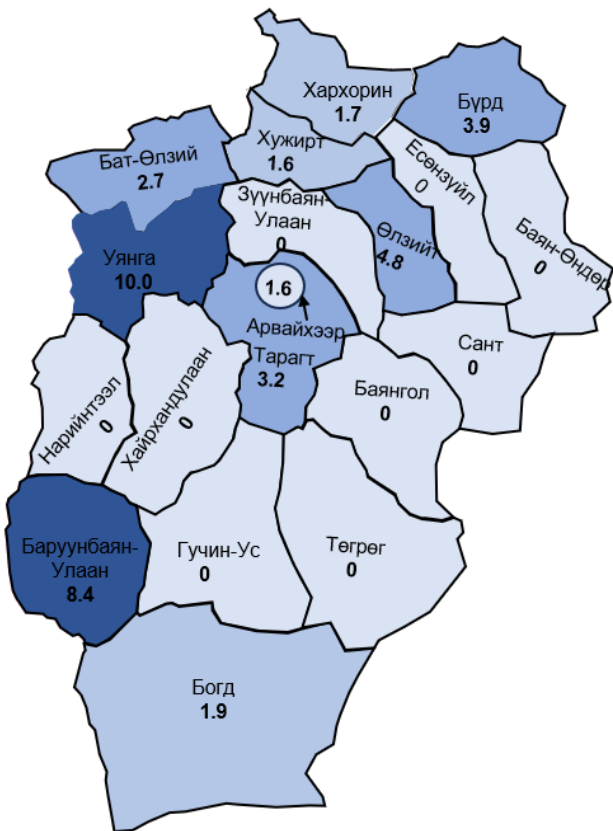 Хархорин
1.7
Бүрд
3.9
Хужирт
1.6
Бат-Өлзий
2.7
Есөнзүйл
0
Зүүнбаян-
Улаан
0
Өлзийт
4.8
Баян-Өндөр
0
Уянга
10.0
1.6
Арвайхээр
Тарагт
3.2
Сант
0
Баянгол
0
Нарийнтээл
0
Хайрхандулаан
0
Баруунбаян-
Улаан
8.4
Гучин-Ус
0
Төгрөг
0
Богд
1.9